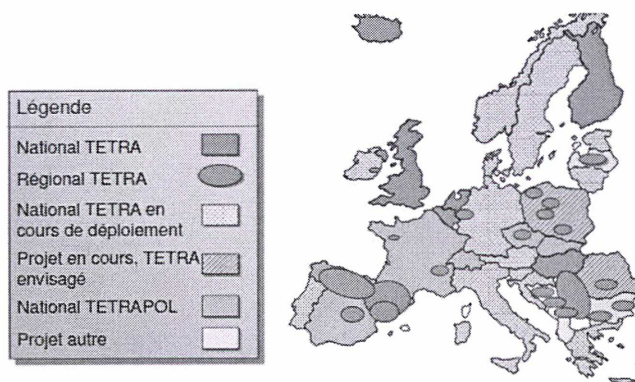 Légende
National TETRA
Régional TETRA
National TETRA en
cours de déploiement
Projet en cours, TETRA
envisagé
National TETRAPOL
Projet autre